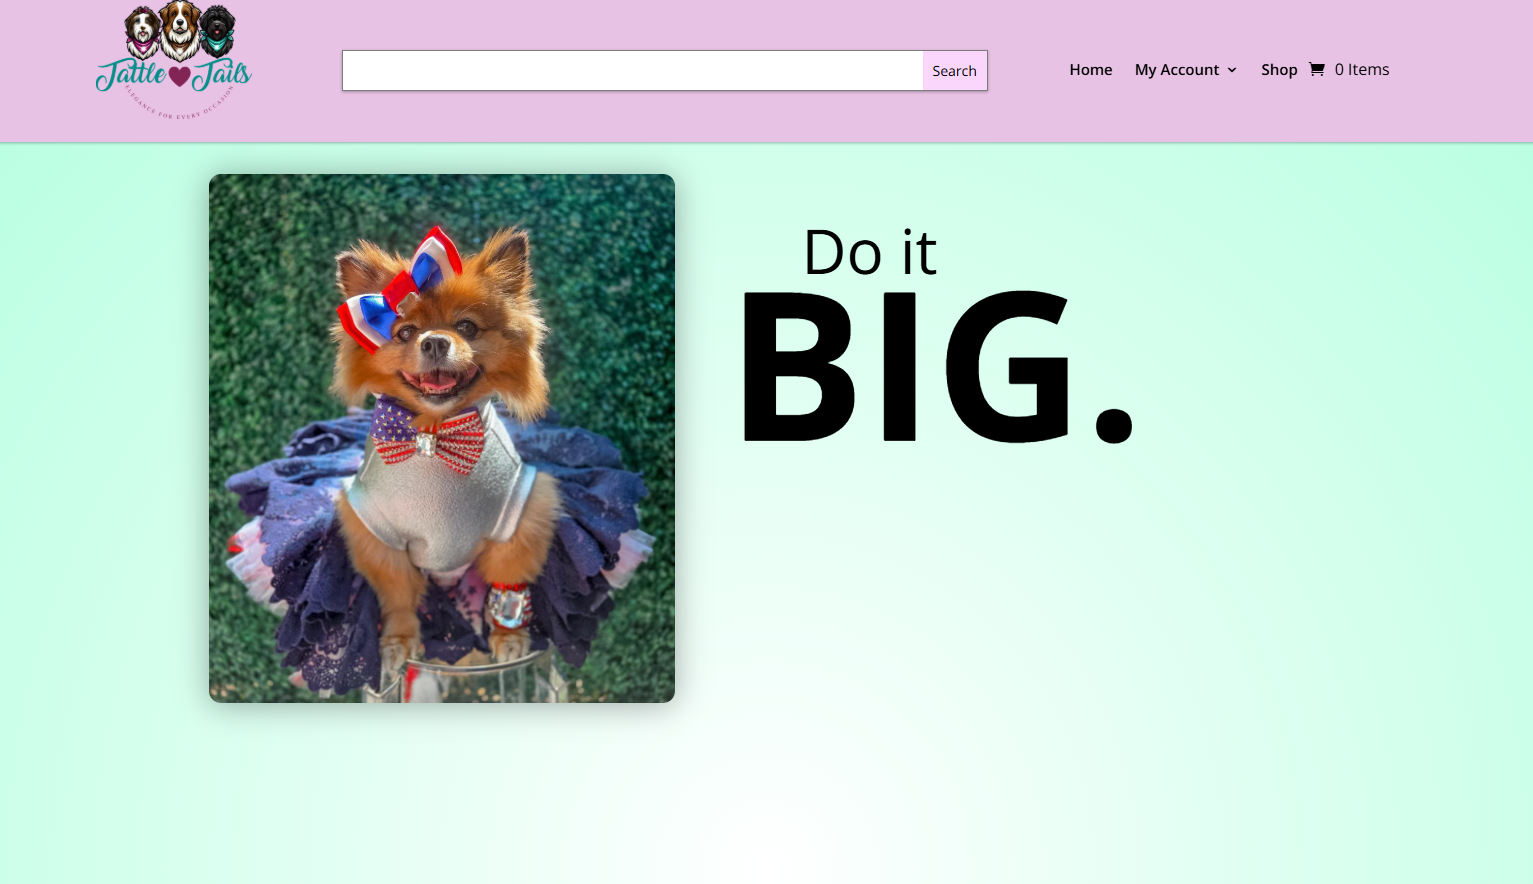 Tattle Tails
ELEGANCE FOR EVERY OCCASION
Search
Home
My Account
Shop
0 Items
Do it
BIG.